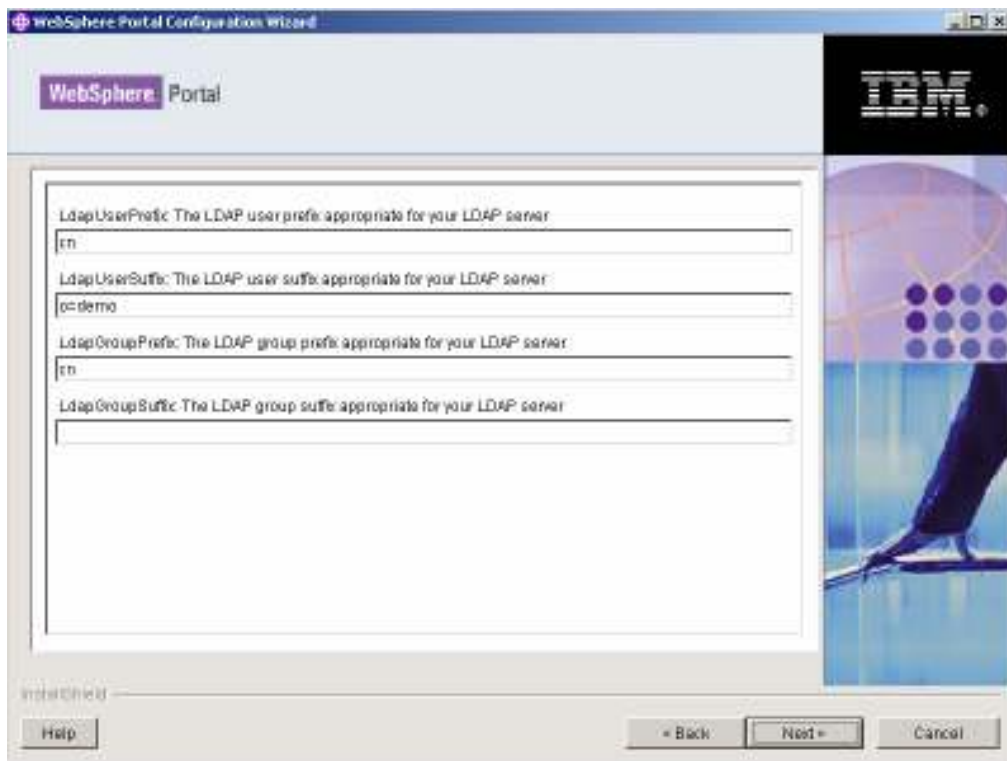 WebSphere Portal Configuration Wizard
WebSphere Portal
IBM®
LdapUserPrefix: The LDAP user prefix appropriate for your LDAP server
cn
LdapUserSuffix: The LDAP user suffix appropriate for your LDAP server
o=demo
LdapGroupPrefix: The LDAP group prefix appropriate for your LDAP server
cn
LdapGroupSuffix: The LDAP group suffix appropriate for your LDAP server
InstallShield
Help
< Back
Next >
Cancel